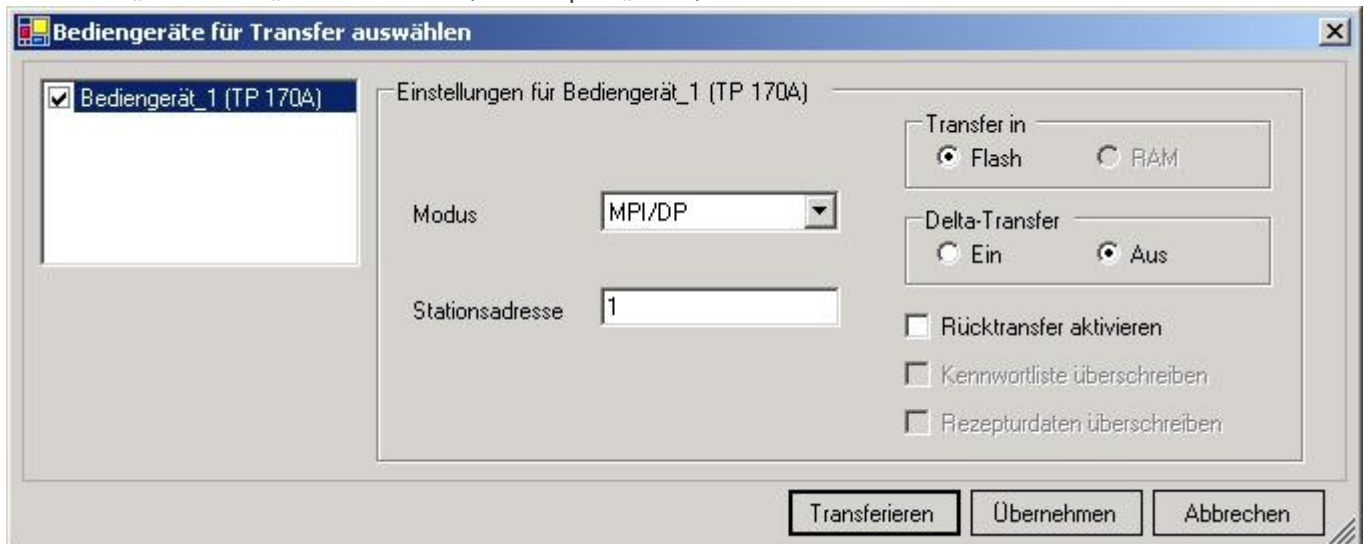 Bediengeräte für Transfer auswählen
Bediengerät_1 (TP 170A)
Einstellungen für Bediengerät_1 (TP 170A)
Modus
MPI/DP
Stationsadresse
1
Transfer in
Flash
RAM
Delta-Transfer
Ein
Aus
Rücktransfer aktivieren
Kennwortliste überschreiben
Rezepturdaten überschreiben
Transferieren
Übernehmen
Abbrechen